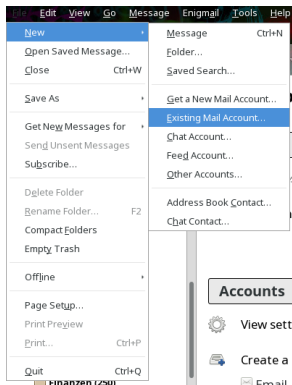 File Edit View Go Message Enigmail Tools Help
New
Open Saved Message...
Close Ctrl+W
Save As
Get New Messages for
Send Unsent Messages
Subscribe...
Delete Folder
Rename Folder... F2
Compact Folders
Empty Trash
Offline
Page Setup...
Print Preview
Print... Ctrl+P
Quit Ctrl+Q
Message Ctrl+N
Folder...
Saved Search...
Get a New Mail Account...
Existing Mail Account...
Chat Account...
Feed Account...
Other Accounts...
Address Book Contact...
Chat Contact...
Accounts
View sett
Create a
Email
Finanzen (250)